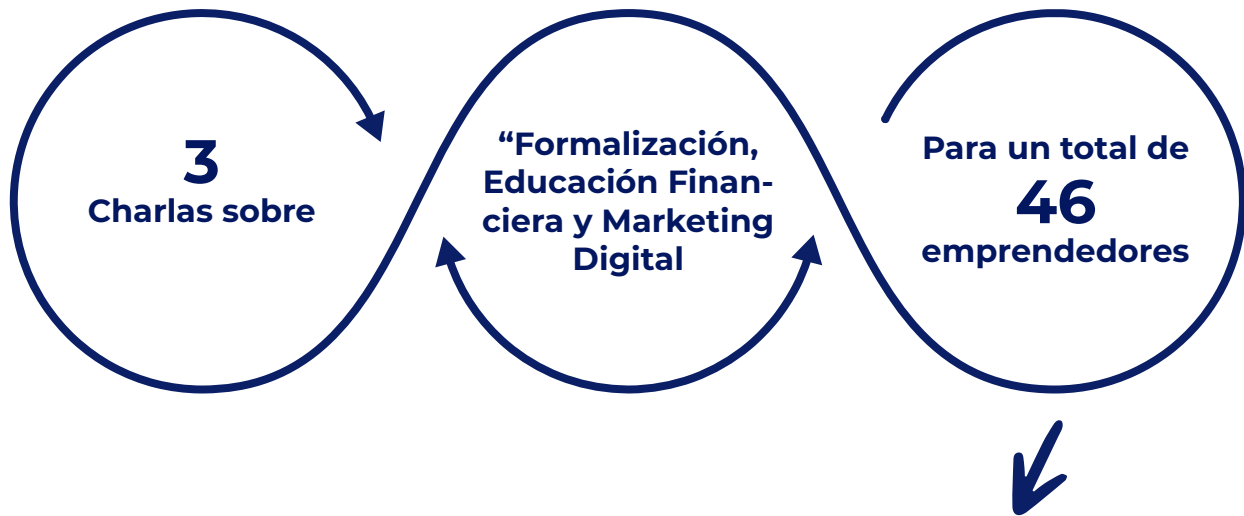 3
Charlas sobre
“Formalización,
Educación Finan-
ciera y Marketing
Digital
Para un total de
46
emprendedores